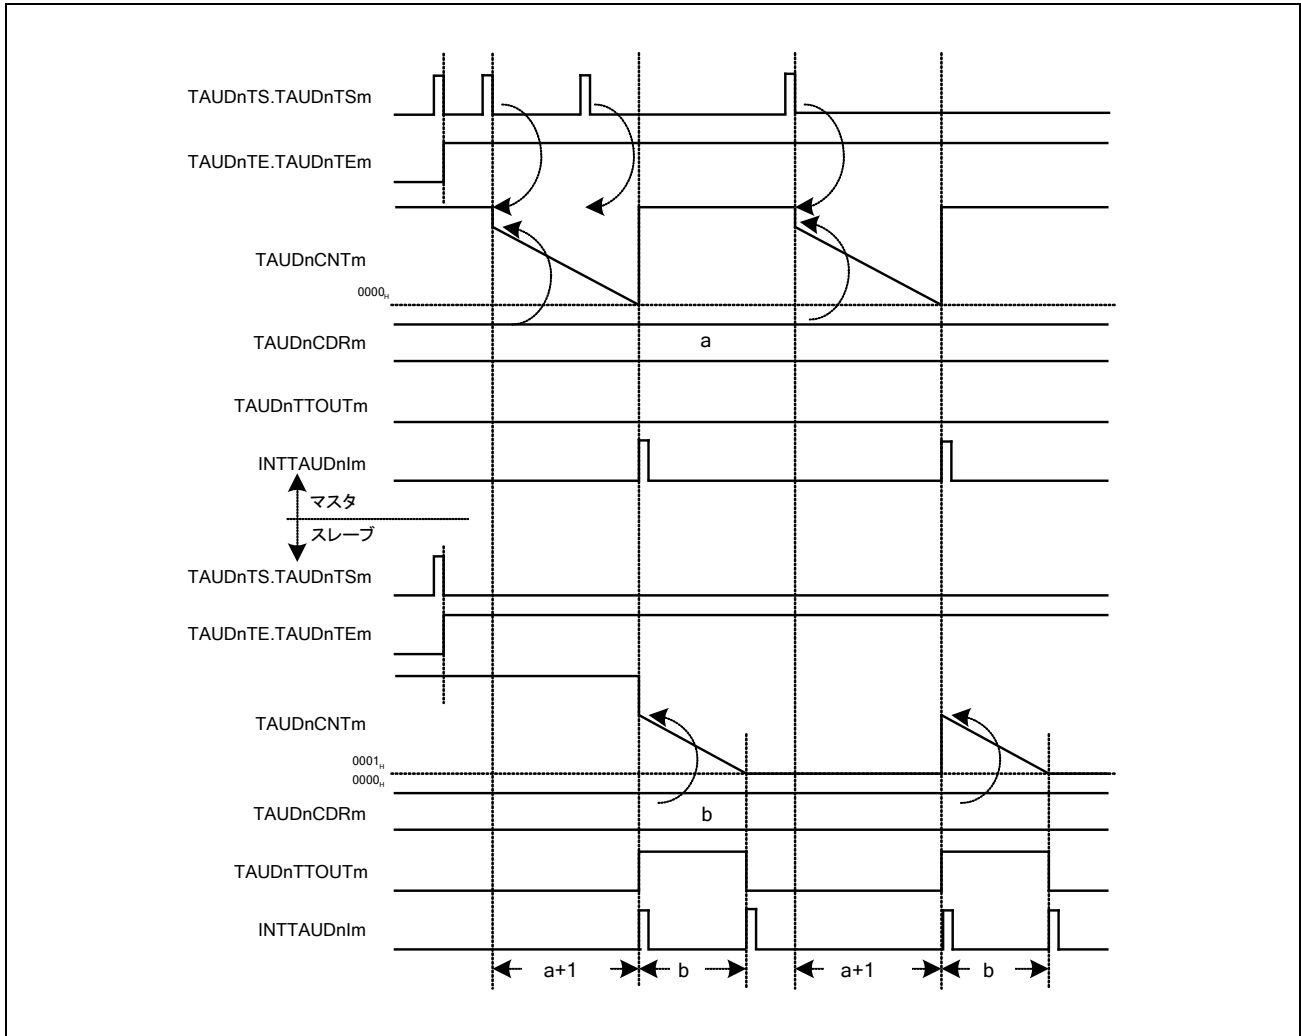 TAUDnTS.TAUDnTSm
TAUDnTE.TAUDnTEm
TAUDnCNTm
0000H
TAUDnCDRm
a
TAUDnTTOUTm
INTTAUDnIm
マスタ
スレーブ
TAUDnTS.TAUDnTSm
TAUDnTE.TAUDnTEm
TAUDnCNTm
0001H
0000H
TAUDnCDRm
b
TAUDnTTOUTm
INTTAUDnIm
a+1 b a+1 b